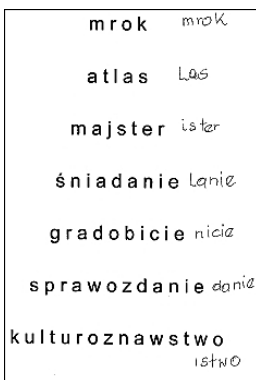 mrok mrok
atlas Las
majster ister
śniadanie Lanie
gradobicie nicie
sprawozdanie danie
kulturoznawstwo
istwo